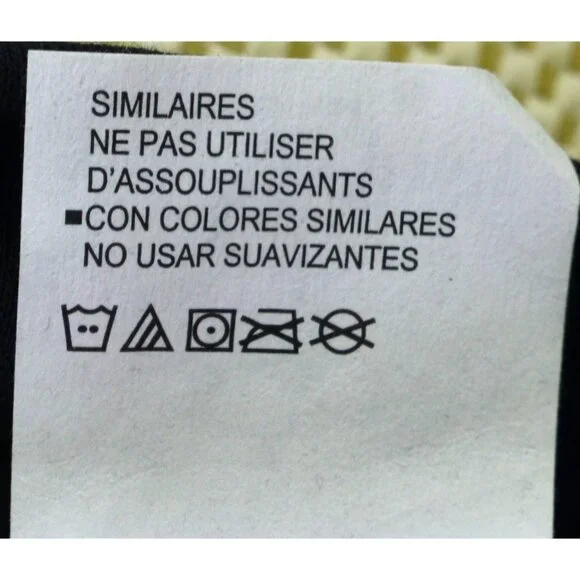 SIMILAIRES
NE PAS UTILISER
D'ASSOUPLISSANTS
■CON COLORES SIMILARES
NO USAR SUAVIZANTES